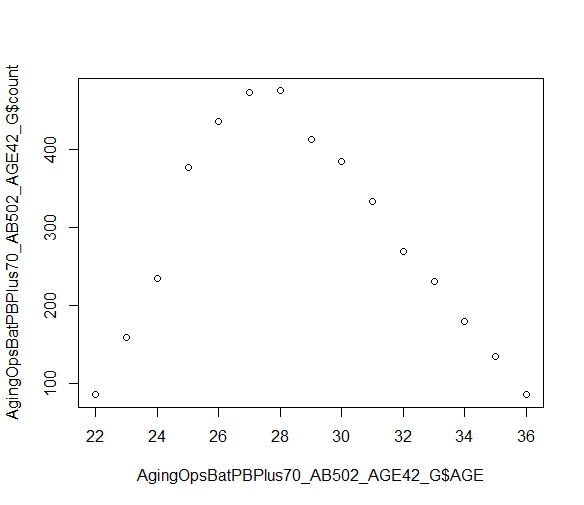 AgingOpsBatPBPlus70_AB502_AGE42_G$count
400
300
200
100
22 24 26 28 30 32 34 36
AgingOpsBatPBPlus70_AB502_AGE42_G$AGE